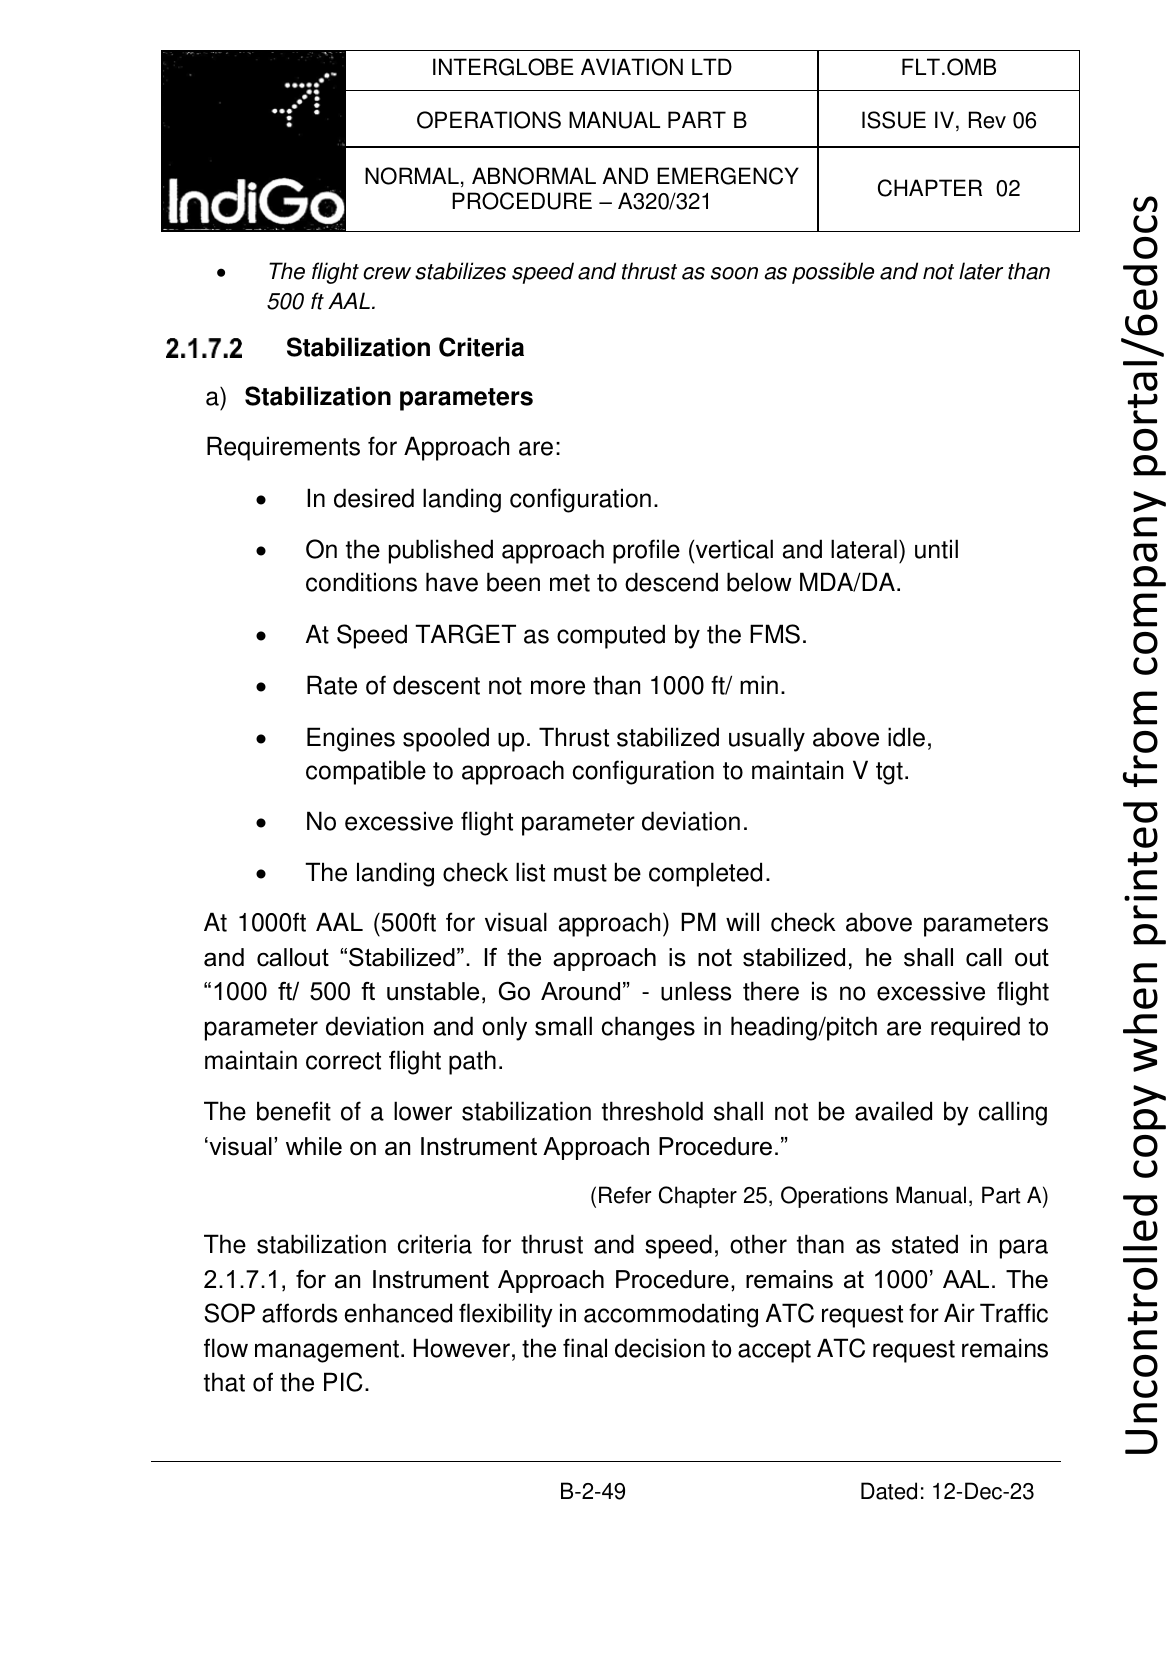 IndiGo
INTERGLOBE AVIATION LTD
FLT.OMB
OPERATIONS MANUAL PART B
ISSUE IV, Rev 06
NORMAL, ABNORMAL AND EMERGENCY
PROCEDURE – A320/321
CHAPTER 02
• The flight crew stabilizes speed and thrust as soon as possible and not later than
500 ft AAL.
2.1.7.2 Stabilization Criteria
a) Stabilization parameters
Requirements for Approach are:
• In desired landing configuration.
• On the published approach profile (vertical and lateral) until
conditions have been met to descend below MDA/DA.
• At Speed TARGET as computed by the FMS.
• Rate of descent not more than 1000 ft/ min.
• Engines spooled up. Thrust stabilized usually above idle,
compatible to approach configuration to maintain V tgt.
• No excessive flight parameter deviation.
• The landing check list must be completed.
At 1000ft AAL (500ft for visual approach) PM will check above parameters
and callout “Stabilized”. If the approach is not stabilized, he shall call out
“1000 ft/ 500 ft unstable, Go Around” - unless there is no excessive flight
parameter deviation and only small changes in heading/pitch are required to
maintain correct flight path.
The benefit of a lower stabilization threshold shall not be availed by calling
‘visual’ while on an Instrument Approach Procedure.”
(Refer Chapter 25, Operations Manual, Part A)
The stabilization criteria for thrust and speed, other than as stated in para
2.1.7.1, for an Instrument Approach Procedure, remains at 1000’ AAL. The
SOP affords enhanced flexibility in accommodating ATC request for Air Traffic
flow management. However, the final decision to accept ATC request remains
that of the PIC.
B-2-49
Dated: 12-Dec-23
Uncontrolled copy when printed from company portal/6edocs